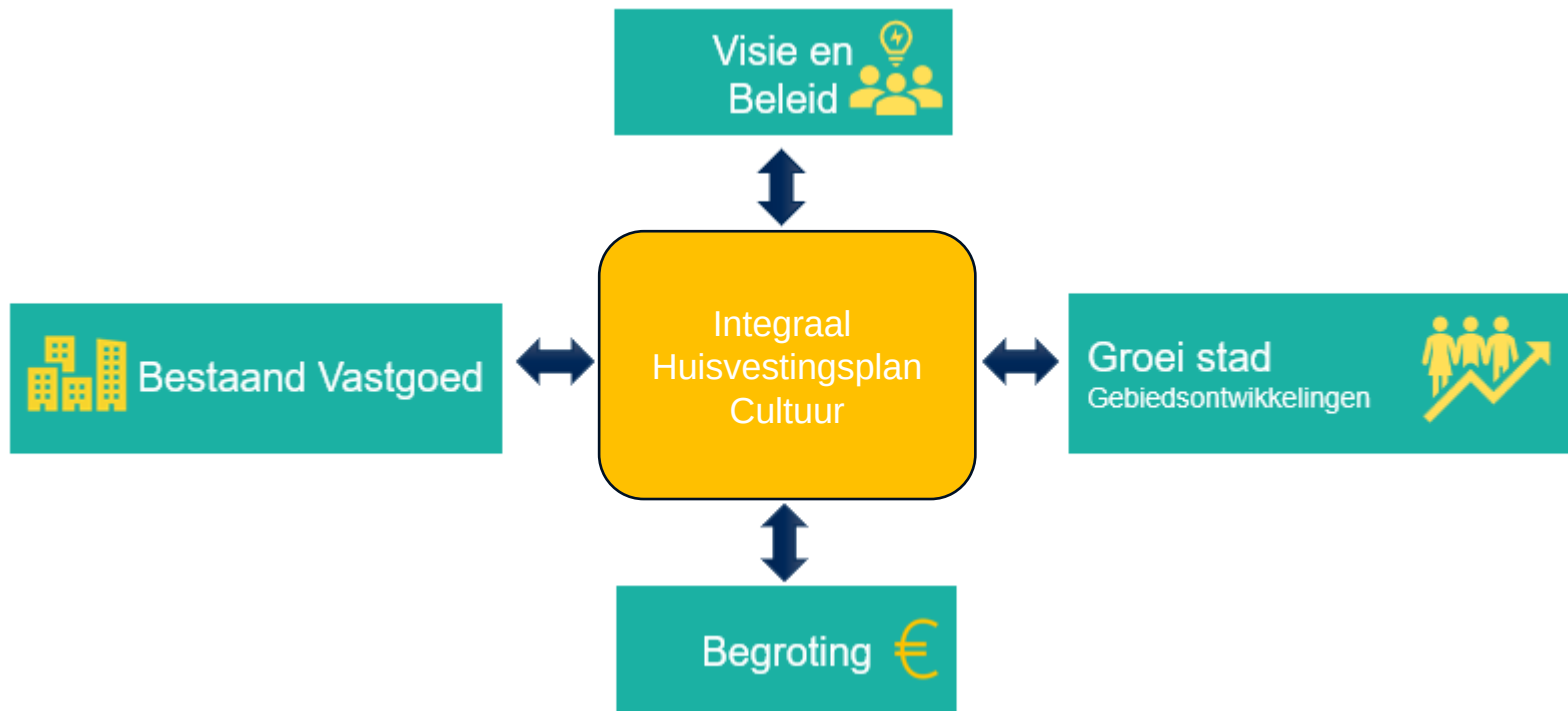 Visie en
Beleid
Integraal
Huisvestingsplan
Cultuur
Bestaand Vastgoed
Groei stad
Gebiedsontwikkelingen
Begroting €